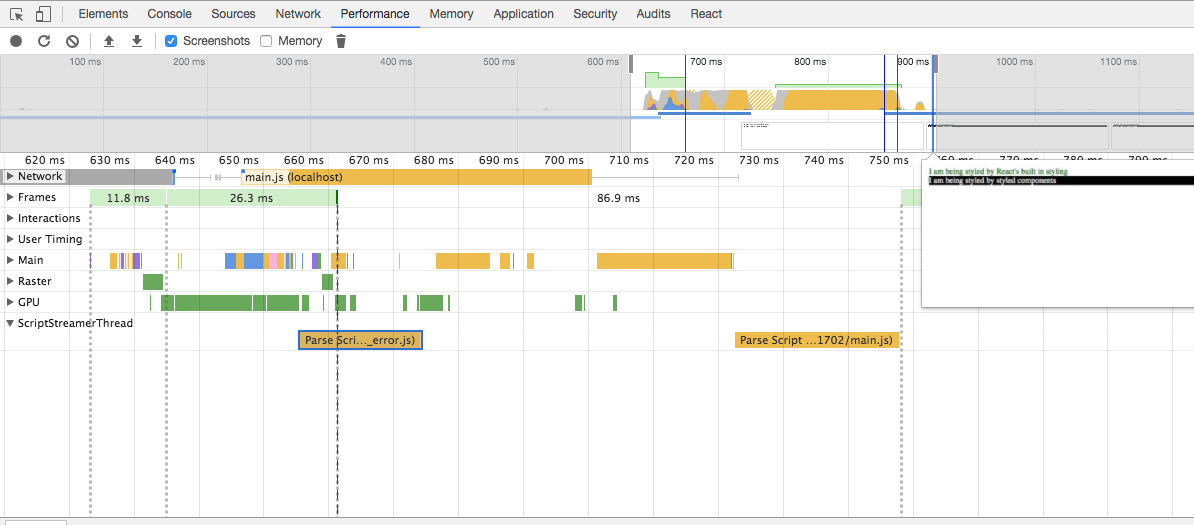 Elements Console Sources Network Performance Memory Application Security Audits React
Screenshots Memory
100 ms 200 ms 300 ms 400 ms 500 ms 600 ms 700 ms 800 ms 900 ms 1000 ms 1100 ms
620 ms 630 ms 640 ms 650 ms 660 ms 670 ms 680 ms 690 ms 700 ms 710 ms 720 ms 730 ms 740 ms 750 ms 760 ms 770 ms 780 ms 790 ms
Network main.js (localhost)
I am being styled by React's built in styling
I am being styled by styled components
Frames 11.8 ms 26.3 ms 86.9 ms
Interactions
User Timing
Main
Raster
GPU
ScriptStreamerThread
Parse Scri..._error.js) Parse Script ...1702/main.js)